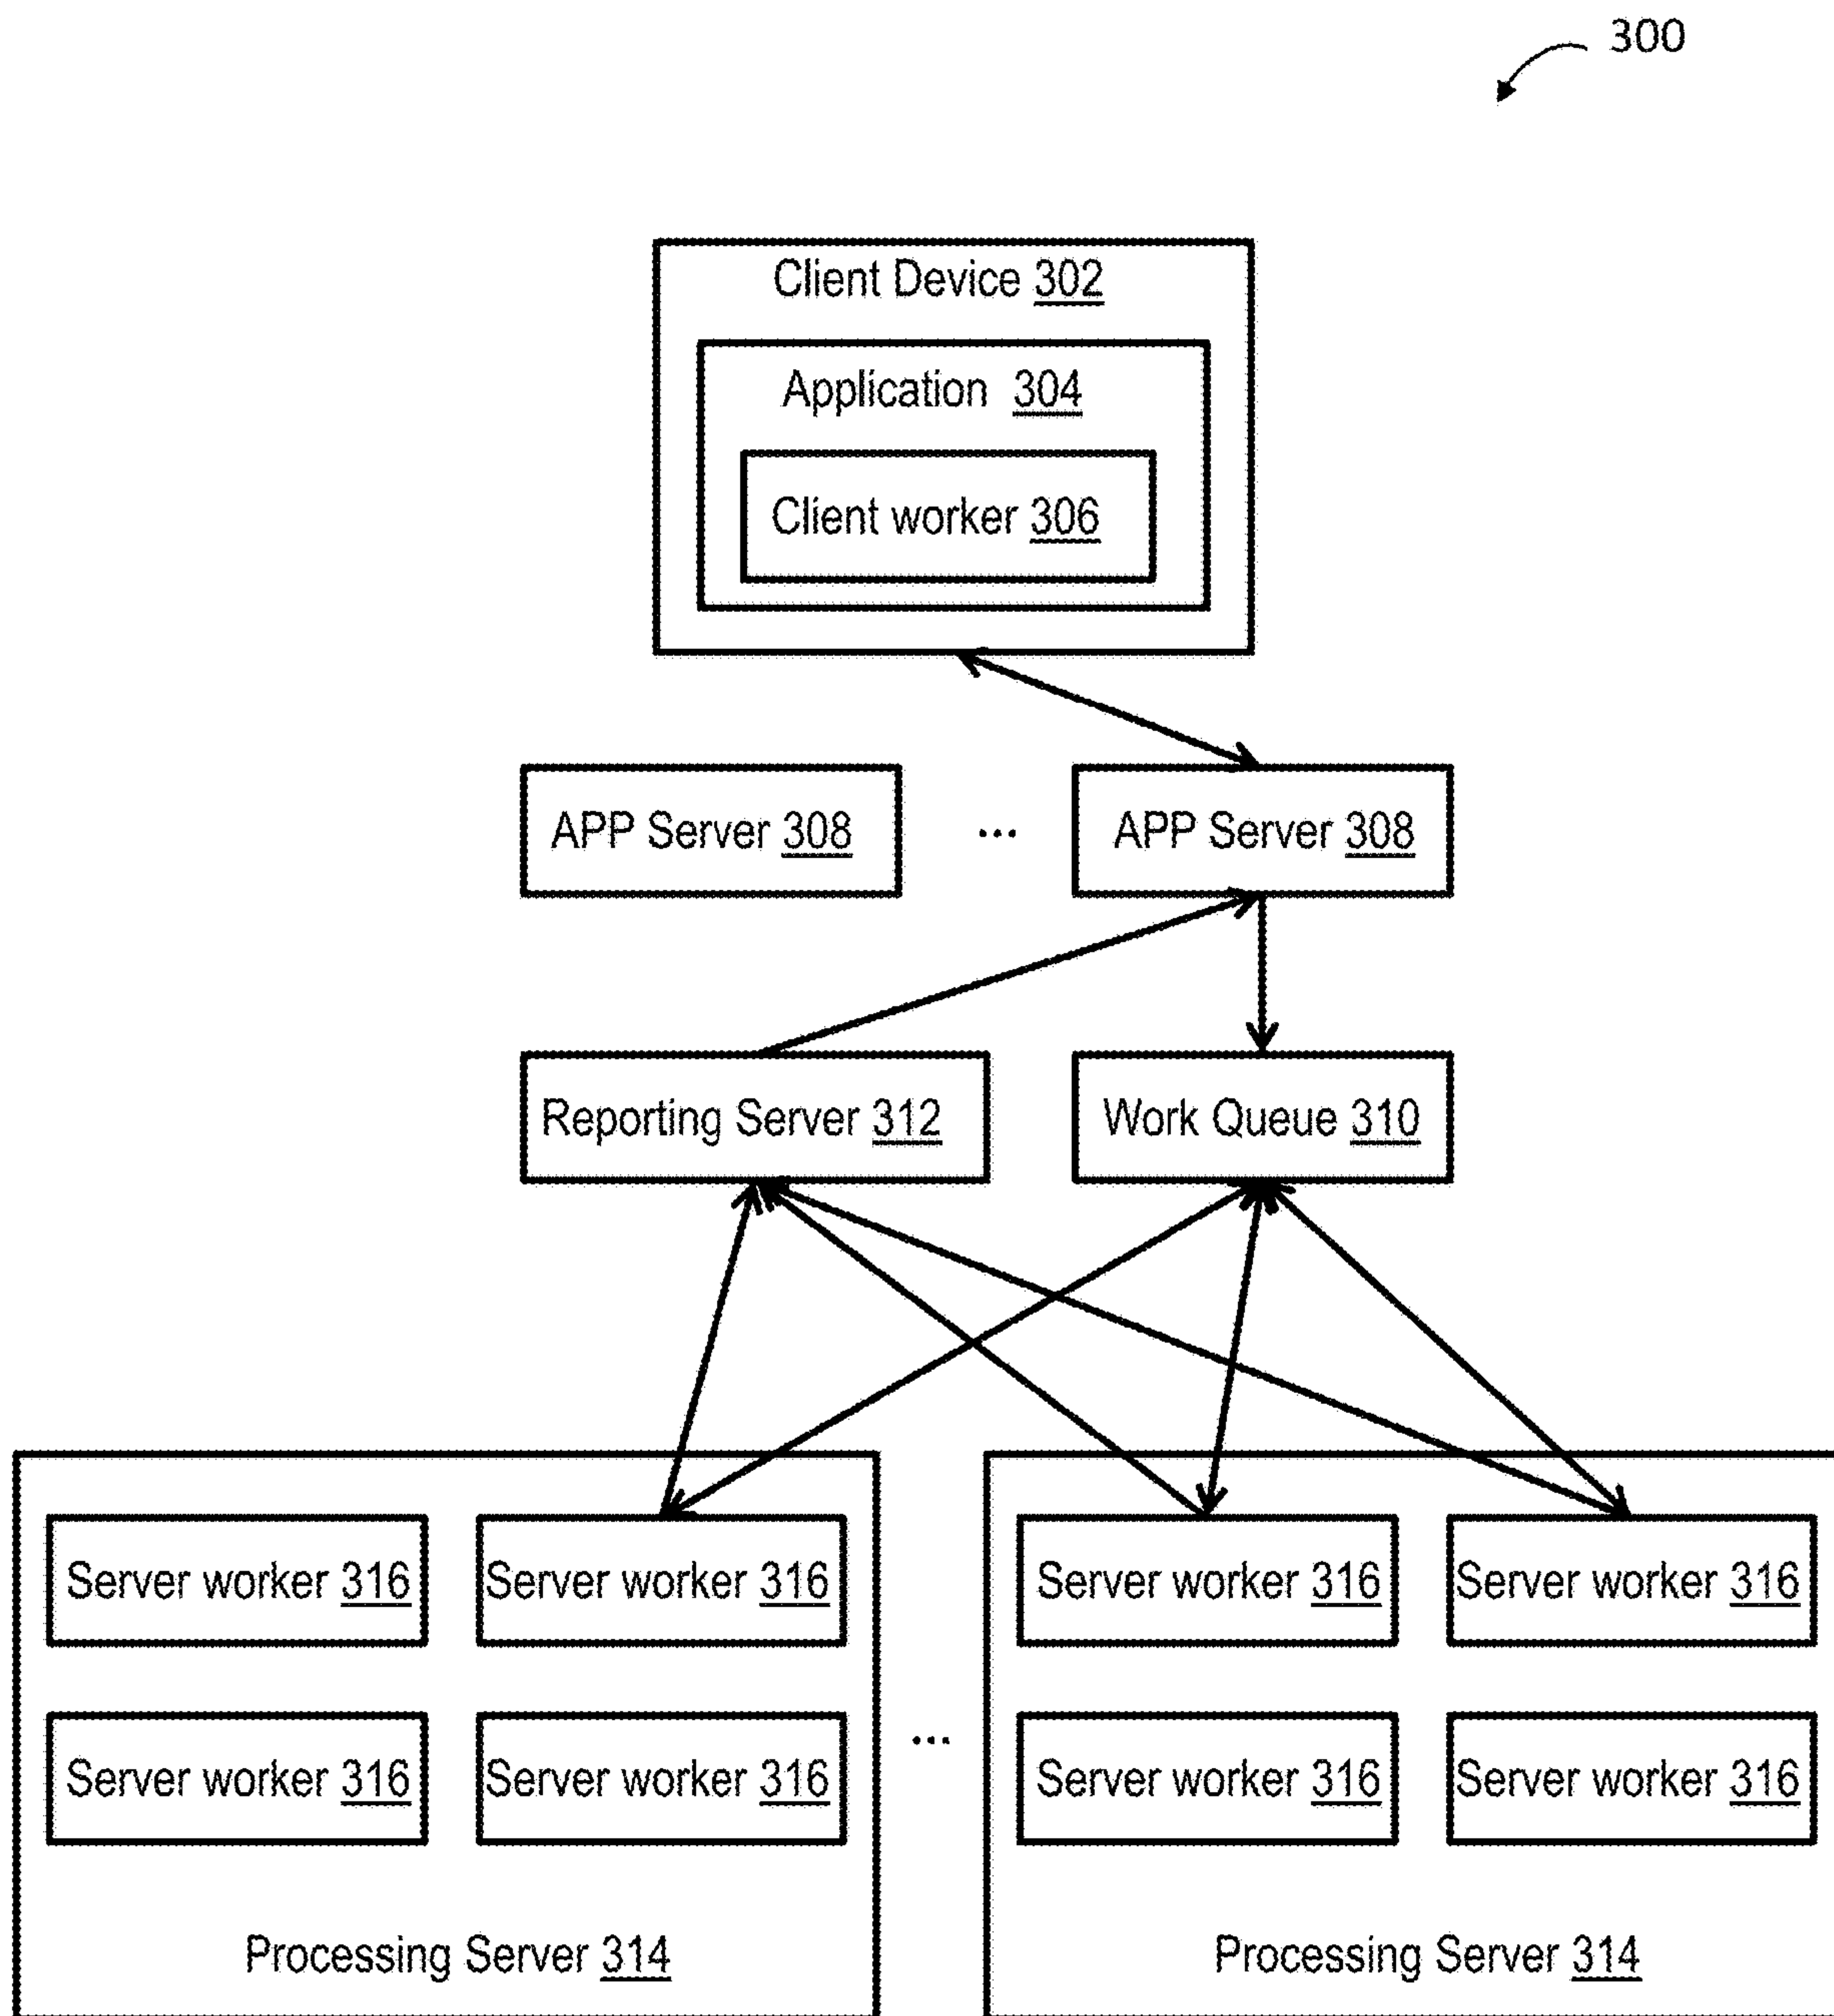 300
Client Device 302
Application 304
Client worker 306
APP Server 308
...
APP Server 308
Reporting Server 312
Work Queue 310
Server worker 316
Server worker 316
Server worker 316
Server worker 316
Server worker 316
Server worker 316
...
Server worker 316
Server worker 316
Processing Server 314
Processing Server 314